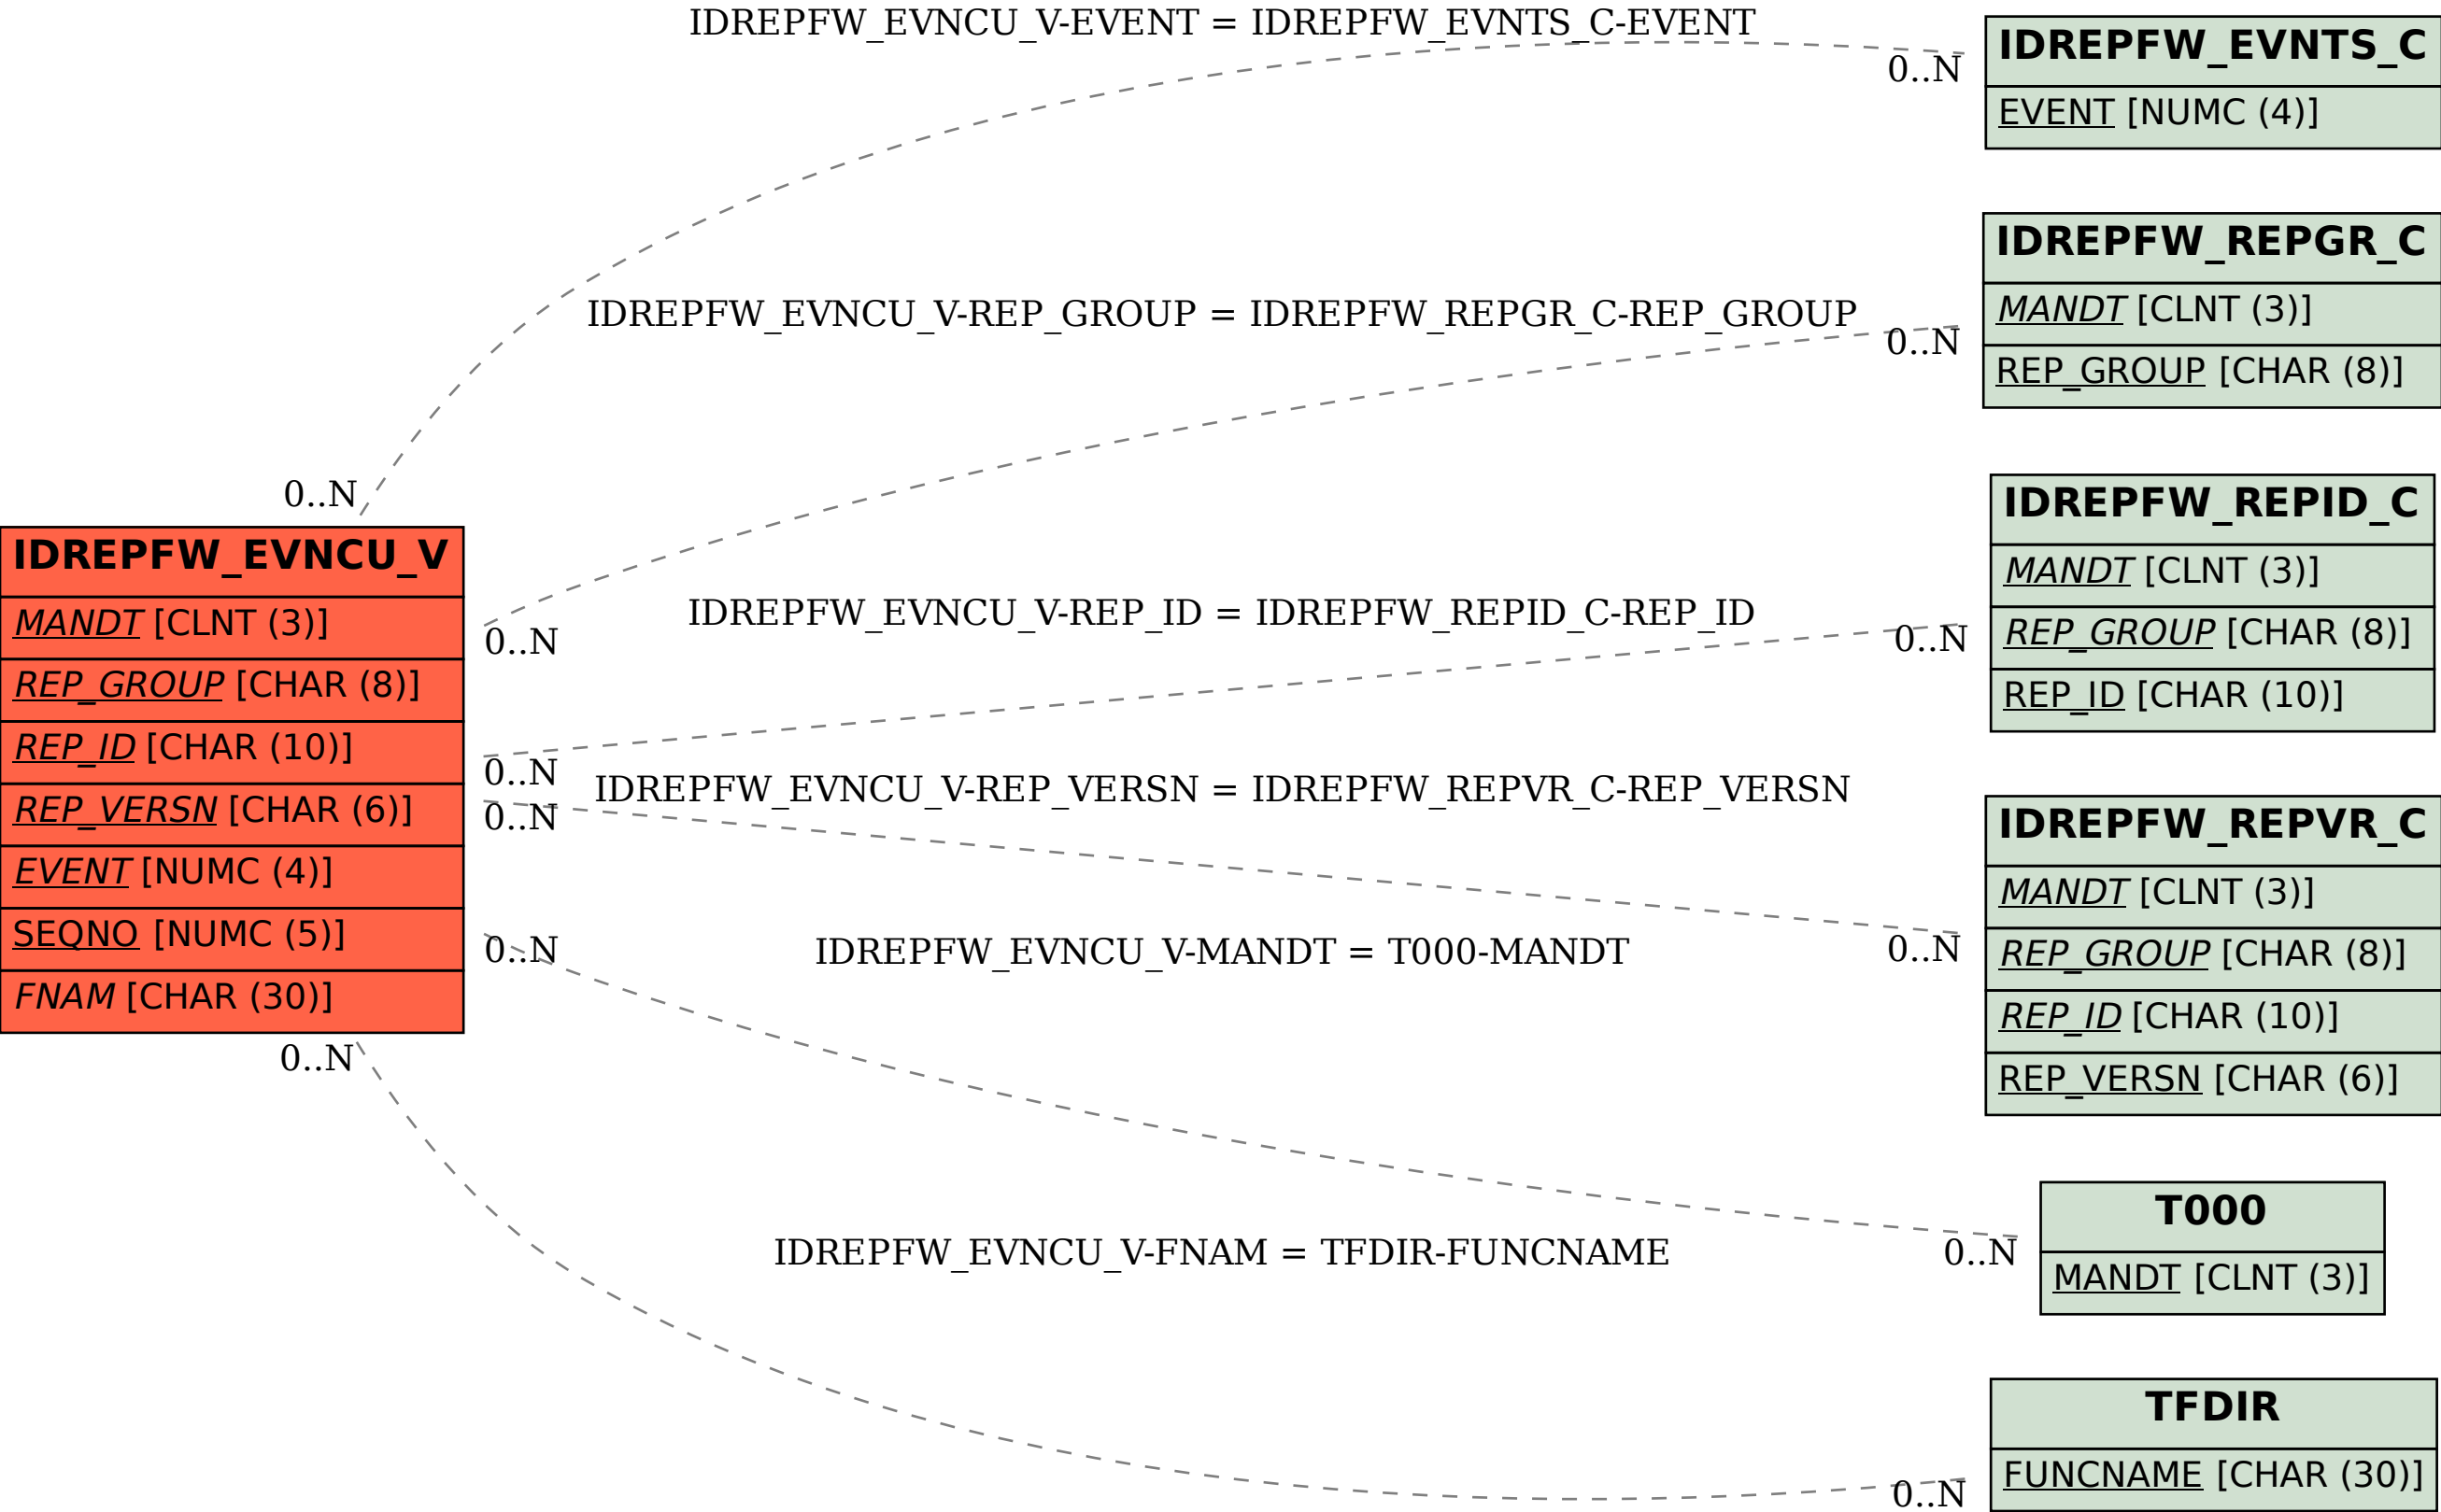 IDREPFW_EVNCU_V-EVENT = IDREPFW_EVNTS_C-EVENT
0..N
IDREPFW_EVNTS_C
EVENT [NUMC (4)]
IDREPFW_REPGR_C
MANDT [CLNT (3)]
REP_GROUP [CHAR (8)]
IDREPFW_EVNCU_V-REP_GROUP = IDREPFW_REPGR_C-REP_GROUP
0..N
0..N
IDREPFW_EVNCU_V
MANDT [CLNT (3)]
REP_GROUP [CHAR (8)]
REP_ID [CHAR (10)]
REP_VERSN [CHAR (6)]
EVENT [NUMC (4)]
SEQNO [NUMC (5)]
FNAM [CHAR (30)]
0..N
IDREPFW_EVNCU_V-REP_ID = IDREPFW_REPID_C-REP_ID
0..N
0..N
IDREPFW_REPID_C
MANDT [CLNT (3)]
REP_GROUP [CHAR (8)]
REP_ID [CHAR (10)]
IDREPFW_EVNCU_V-REP_VERSN = IDREPFW_REPVR_C-REP_VERSN
0..N
0..N
IDREPFW_REPVR_C
MANDT [CLNT (3)]
REP_GROUP [CHAR (8)]
REP_ID [CHAR (10)]
REP_VERSN [CHAR (6)]
IDREPFW_EVNCU_V-MANDT = T000-MANDT
0..N
0..N
T000
MANDT [CLNT (3)]
0..N
IDREPFW_EVNCU_V-FNAM = TFDIR-FUNCNAME
0..N
TFDIR
FUNCNAME [CHAR (30)]